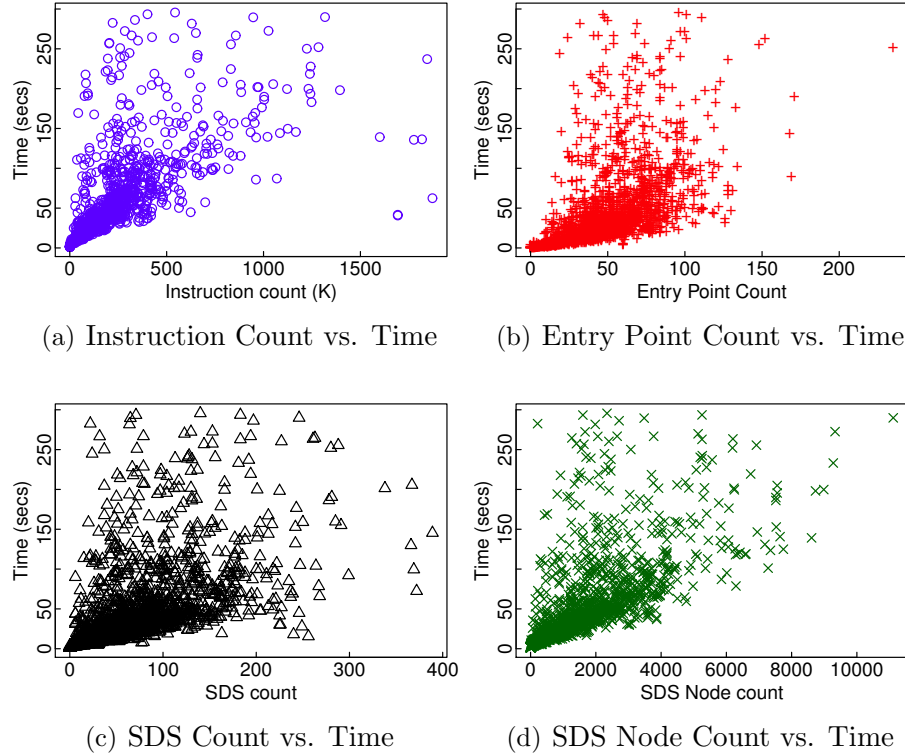 Time (secs)
0 50 150 250
0 500 1000 1500
Instruction count (K)
(a) Instruction Count vs. Time
Time (secs)
0 50 150 250
0 50 100 150 200
Entry Point Count
(b) Entry Point Count vs. Time
Time (secs)
0 50 150 250
0 100 200 300 400
SDS count
(c) SDS Count vs. Time
Time (secs)
0 50 150 250
0 2000 4000 6000 8000 10000
SDS Node count
(d) SDS Node Count vs. Time